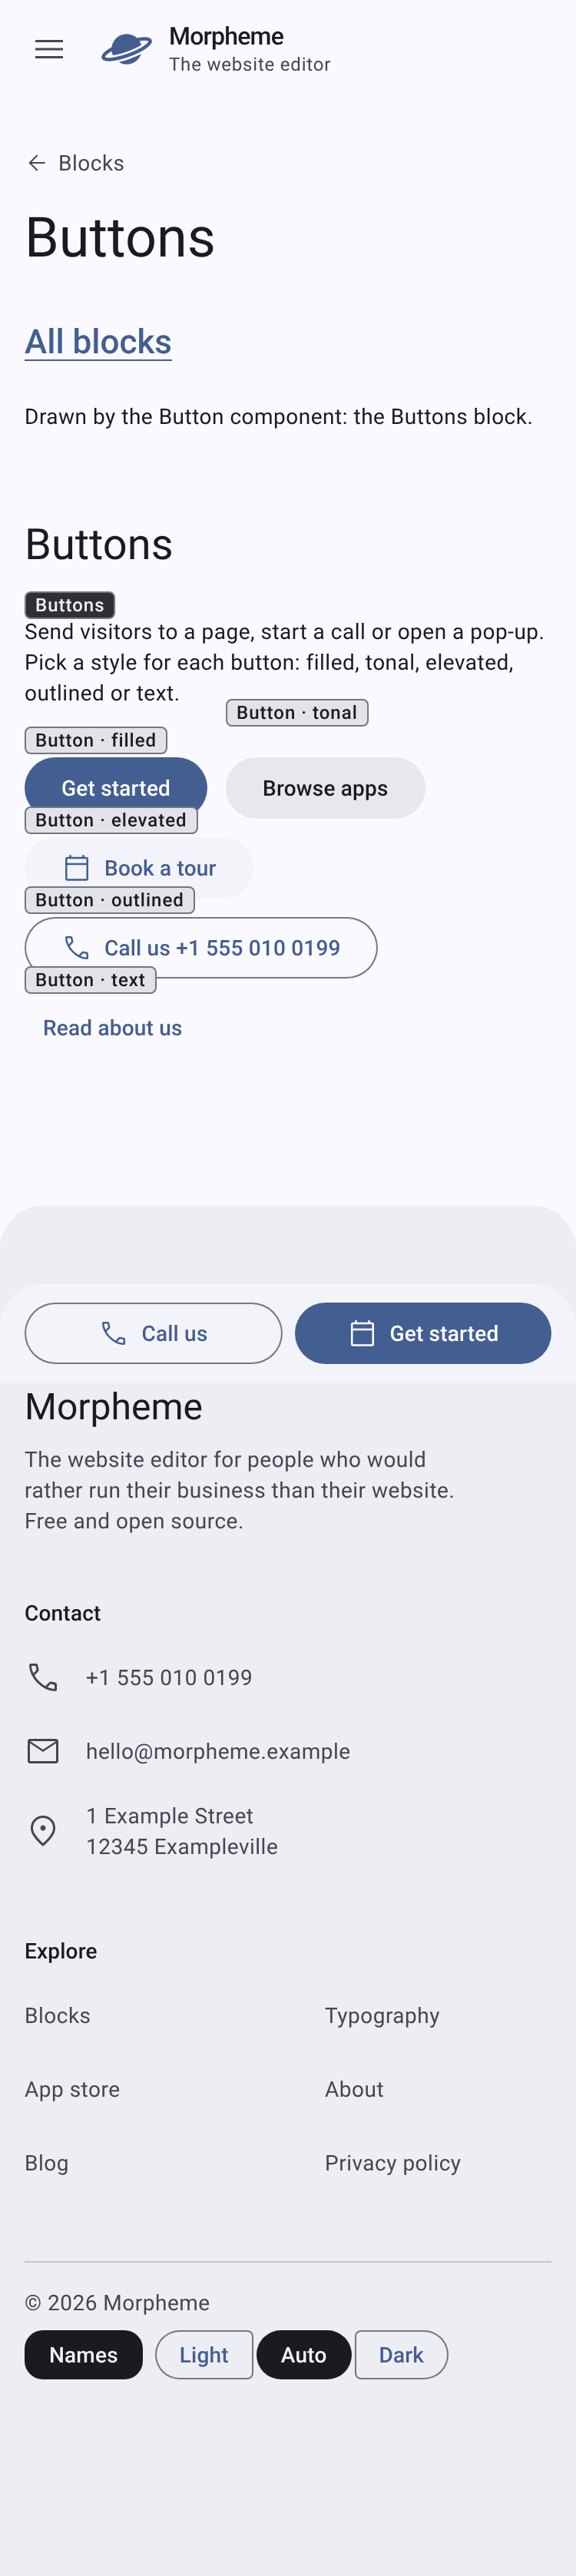 Morpheme
The website editor
Blocks
Buttons
All blocks
Drawn by the Button component: the Buttons block.
Buttons
Buttons
Send visitors to a page, start a call or open a pop-up.
Pick a style for each button: filled, tonal, elevated,
outlined or text.
Button · tonal
Button · filled
Get started
Browse apps
Button · elevated
Book a tour
Button · outlined
Call us +1 555 010 0199
Button · text
Read about us
Call us
Get started
Morpheme
The website editor for people who would
rather run their business than their website.
Free and open source.
Contact
+1 555 010 0199
hello@morpheme.example
1 Example Street
12345 Exampleville
Explore
Blocks
Typography
App store
About
Blog
Privacy policy
© 2026 Morpheme
Names
Light
Auto
Dark